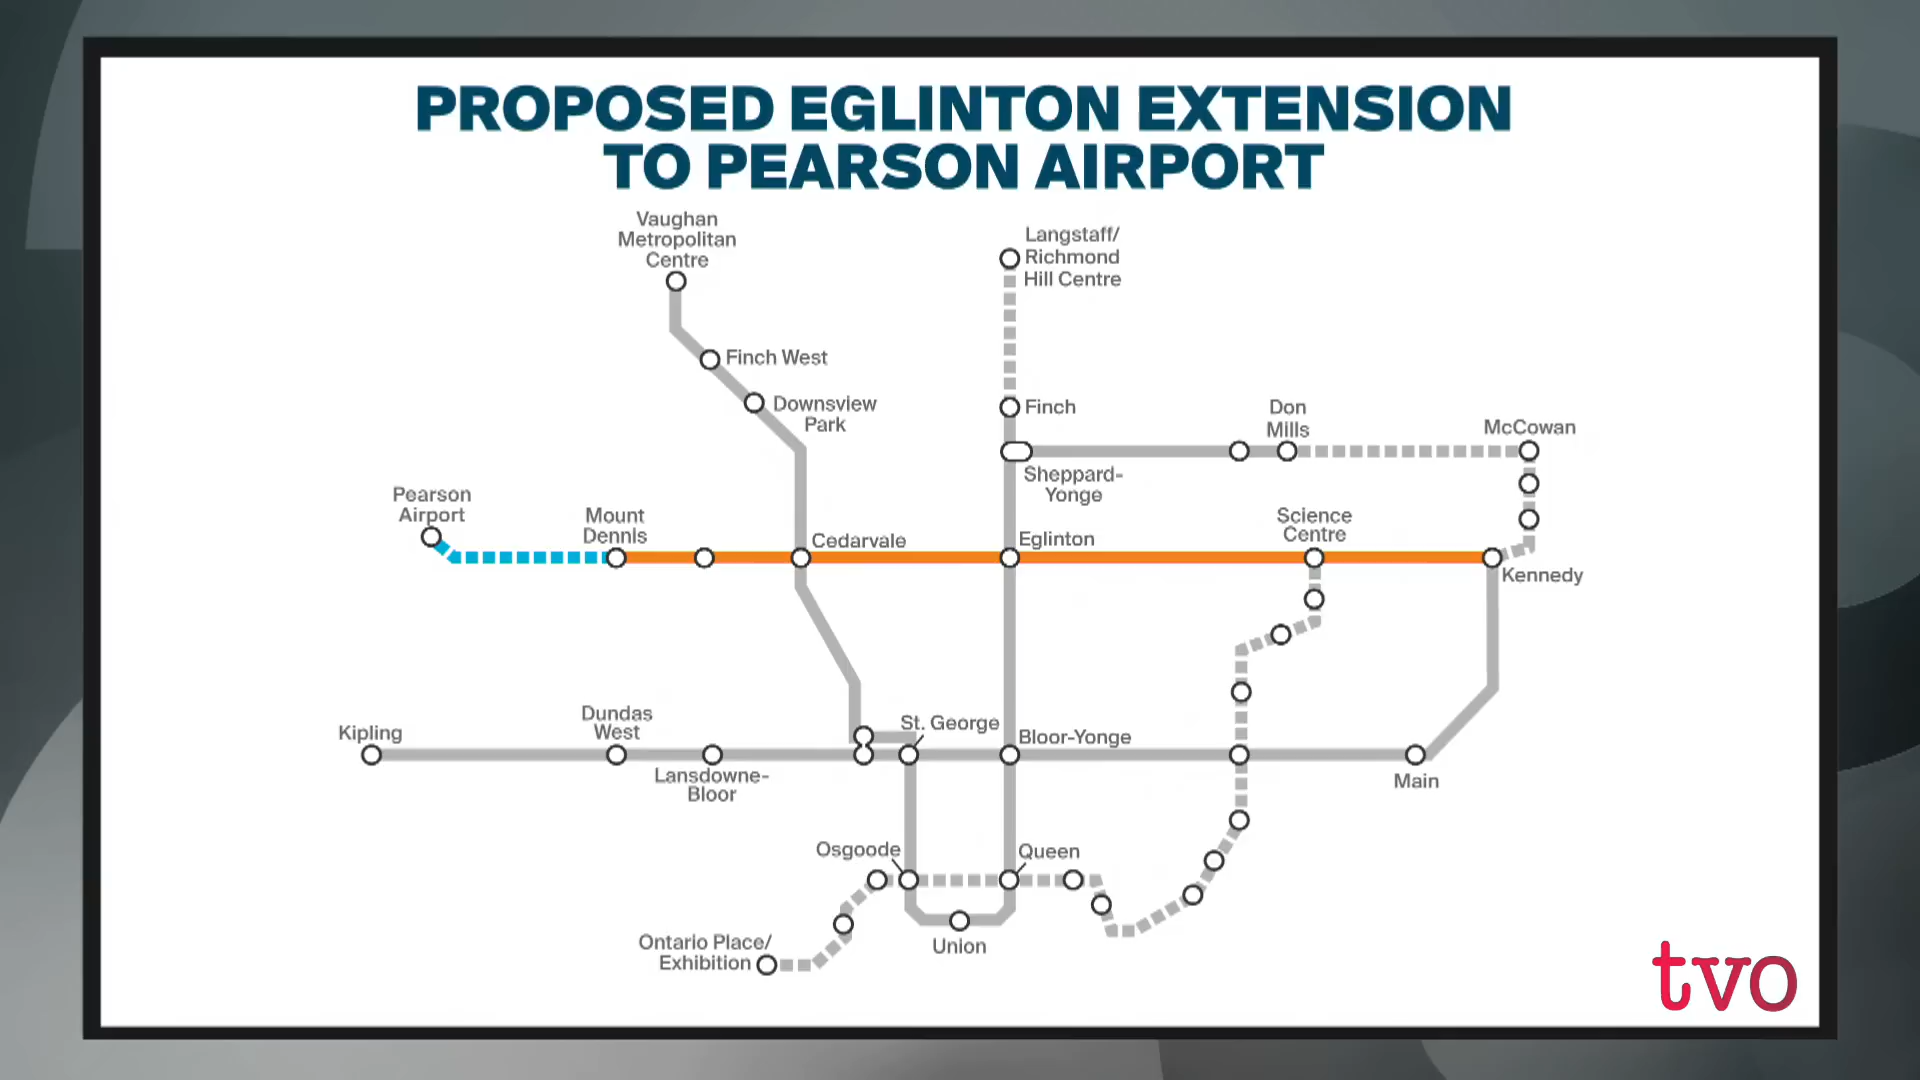 PROPOSED EGLINTON EXTENSION
TO PEARSON AIRPORT
Vaughan
Metropolitan
Centre
Langstaff/
Richmond
Hill Centre
Finch West
Downsview
Park
Finch
Don
Mills
McCowan
Sheppard-
Yonge
Pearson
Airport
Mount
Dennis
Cedarvale
Eglinton
Science
Centre
Kennedy
Kipling
Dundas
West
Lansdowne-
Bloor
St. George
Bloor-Yonge
Main
Osgoode
Queen
Ontario Place/
Exhibition
Union
tvo